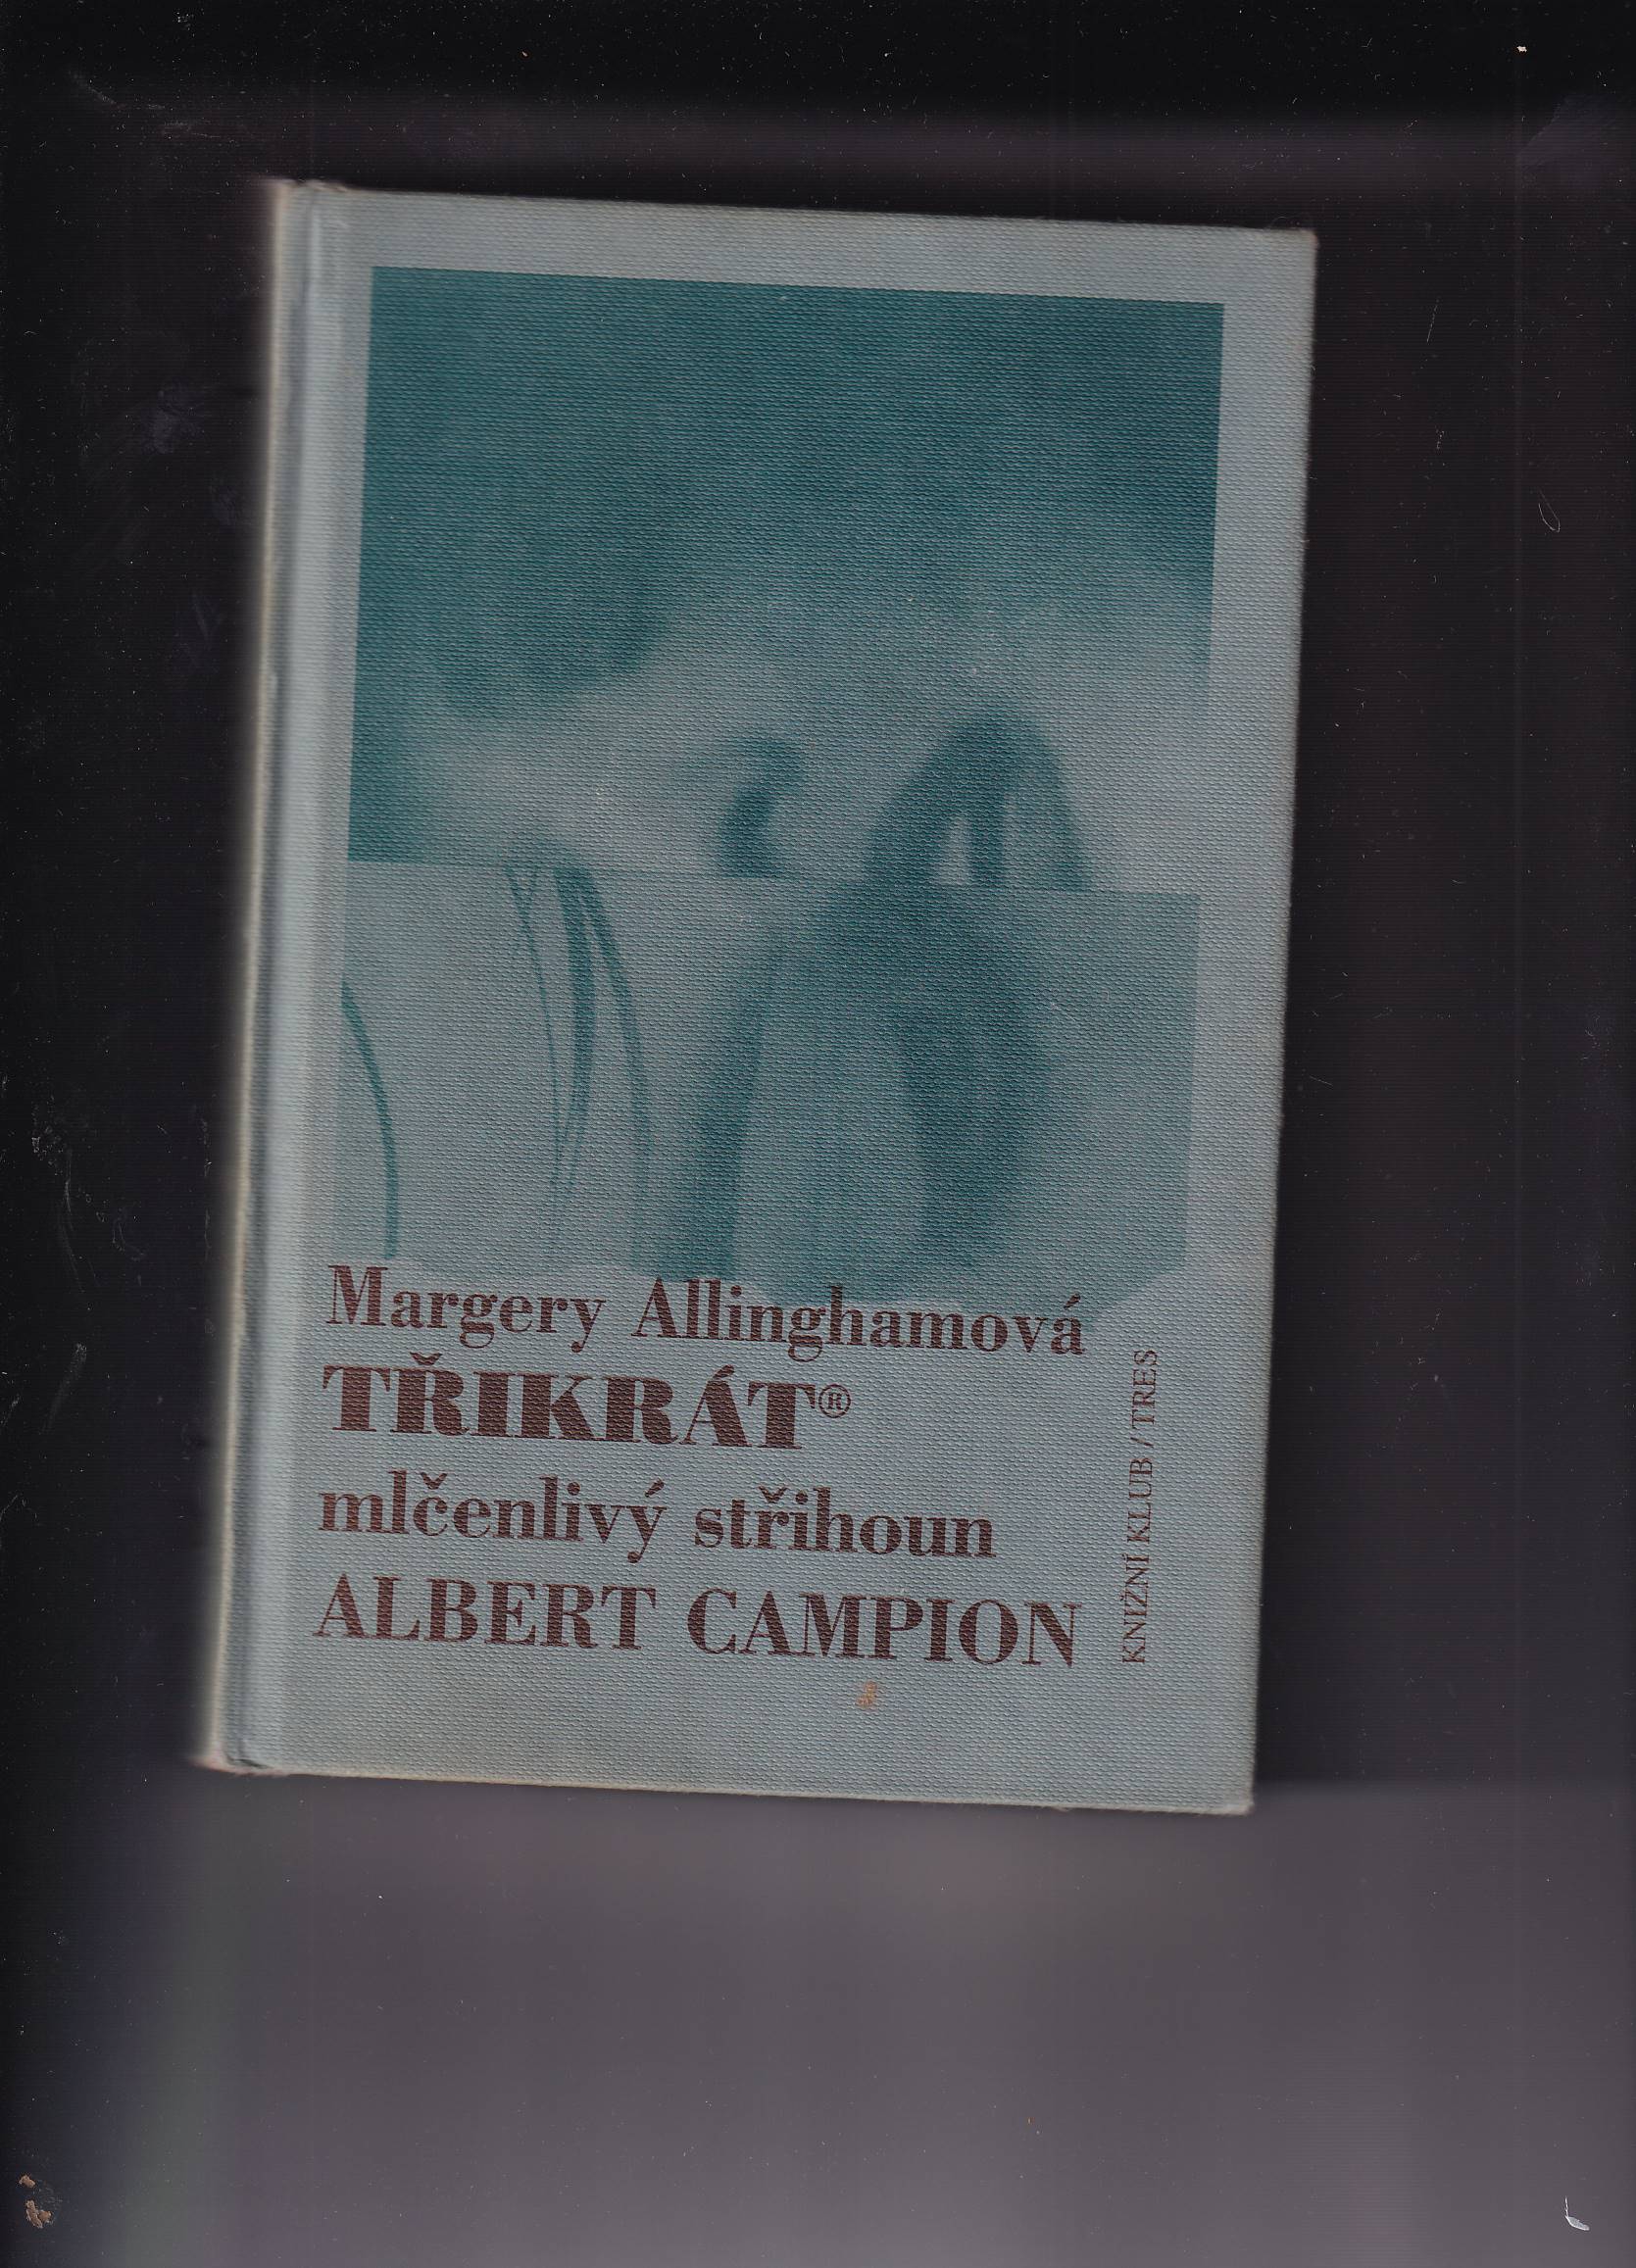 Margery Allinghamová
TŘIKRÁT®
mlčenlivý střihoun
ALBERT CAMPION
KNIŽNÍ KLUB / TRES